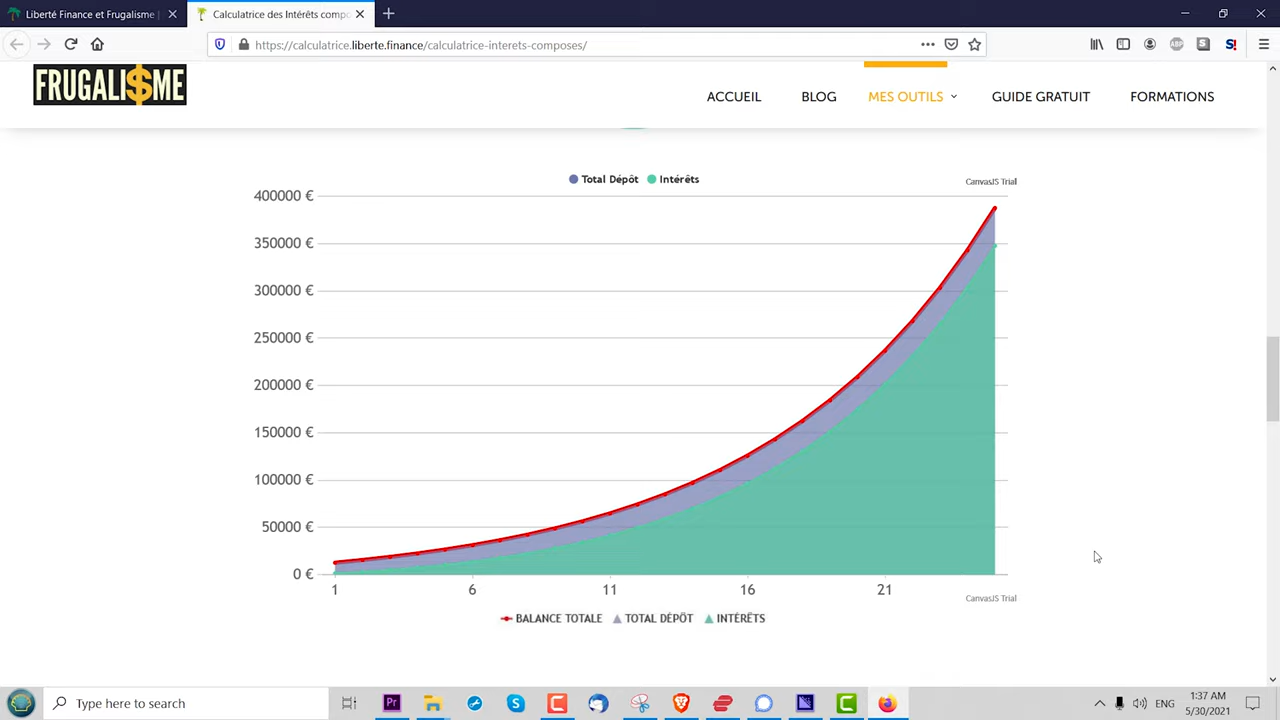 Liberté Finance et Frugalisme |
Calculatrice des Intérêts comp
https://calculatrice.liberte.finance/calculatrice-interets-composes/
ABP
S
S!
FRUGALI$ME
ACCUEIL
BLOG
MES OUTILS
GUIDE GRATUIT
FORMATIONS
Total Dépôt Intérêts
CanvasJS Trial
400000 €
350000 €
300000 €
250000 €
200000 €
150000 €
100000 €
50000 €
0 €
1 6 11 16 21
CanvasJS Trial
BALANCE TOTALE TOTAL DÉPÔT INTÉRÊTS
Type here to search
Pr
S
C
C
ENG
1:37 AM
5/30/2021